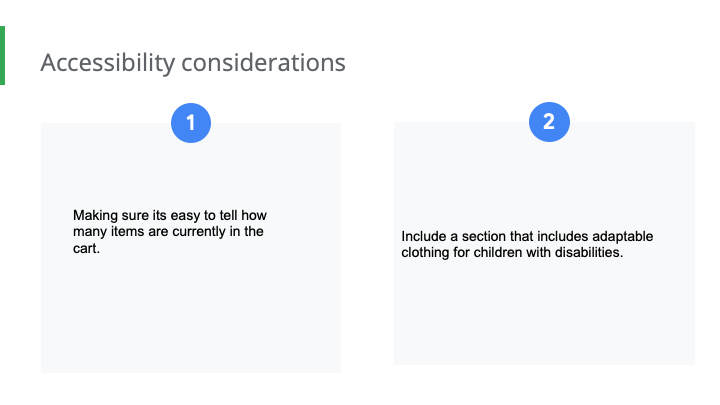 Accessibility considerations
1
Making sure its easy to tell how
many items are currently in the
cart.
2
Include a section that includes adaptable
clothing for children with disabilities.